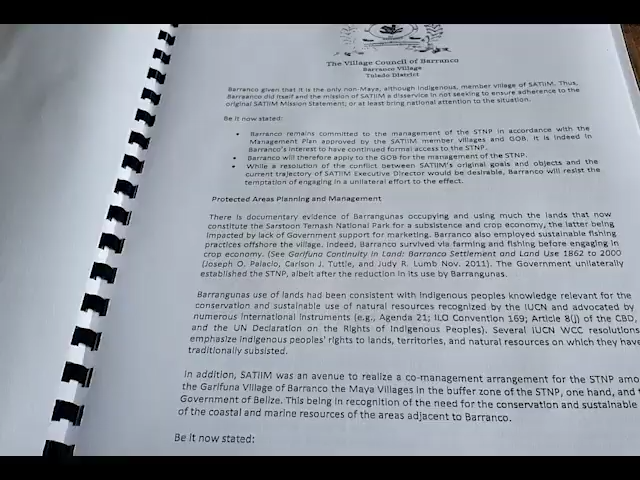 The Village Council of Barranco
Barranco Village
Toledo District
Barranco given that it is the only non-Maya, although indigenous, member village of SATIIM. Thus,
Barranco did itself and the mission of SATIIM a disservice in not seeking to ensure adherence to the
original SATIIM Mission Statement; or at least bring national attention to the situation.
Be it now stated:
• Barranco remains committed to the management of the STNP in accordance with the
Management Plan approved by the SATIIM member villages and GOB. It is indeed in
Barranco's interest to have continued formal access to the STNP.
• Barranco will therefore apply to the GOB for the management of the STNP.
• While a resolution of the conflict between SATIIM's original goals and objects and the
current trajectory of SATIIM Executive Director would be desirable, Barranco will resist the
temptation of engaging in a unilateral effort to the effect.
Protected Areas Planning and Management
There is documentary evidence of Barangunas occupying and using much the lands that now
constitute the Sarstoon Temash National Park for a subsistence and crop economy, the latter being
impacted by lack of Government support for marketing. Barranco also employed sustainable fishing
practices offshore the village. Indeed, Barranco survived via farming and fishing before engaging in
crop economy. (See Garifuna Continuity in Land: Barranco Settlement and Land Use 1862 to 2000
(Joseph O. Palacio, Carlson J. Tuttle, and Judy R. Lumb Nov. 2011). The Government unilaterally
established the STNP, albeit after the reduction in its use by Barangunas.
Barrangunas use of lands had been consistent with indigenous peoples knowledge relevant for the
conservation and sustainable use of natural resources recognized by the IUCN and advocated by
numerous international instruments (e.g., Agenda 21; ILO Convention 169; Article 8(j) of the CBD,
and the UN Declaration on the Rights of Indigenous Peoples). Several IUCN WCC resolutions
emphasize indigenous peoples' rights to lands, territories, and natural resources on which they have
traditionally subsisted.
In addition, SATIIM was an avenue to realize a co-management arrangement for the STNP amo
the Garifuna Village of Barranco the Maya Villages in the buffer zone of the STNP, one hand, and t
Government of Belize. This being in recognition of the need for the conservation and sustainable
of the coastal and marine resources of the areas adjacent to Barranco.
Be it now stated: